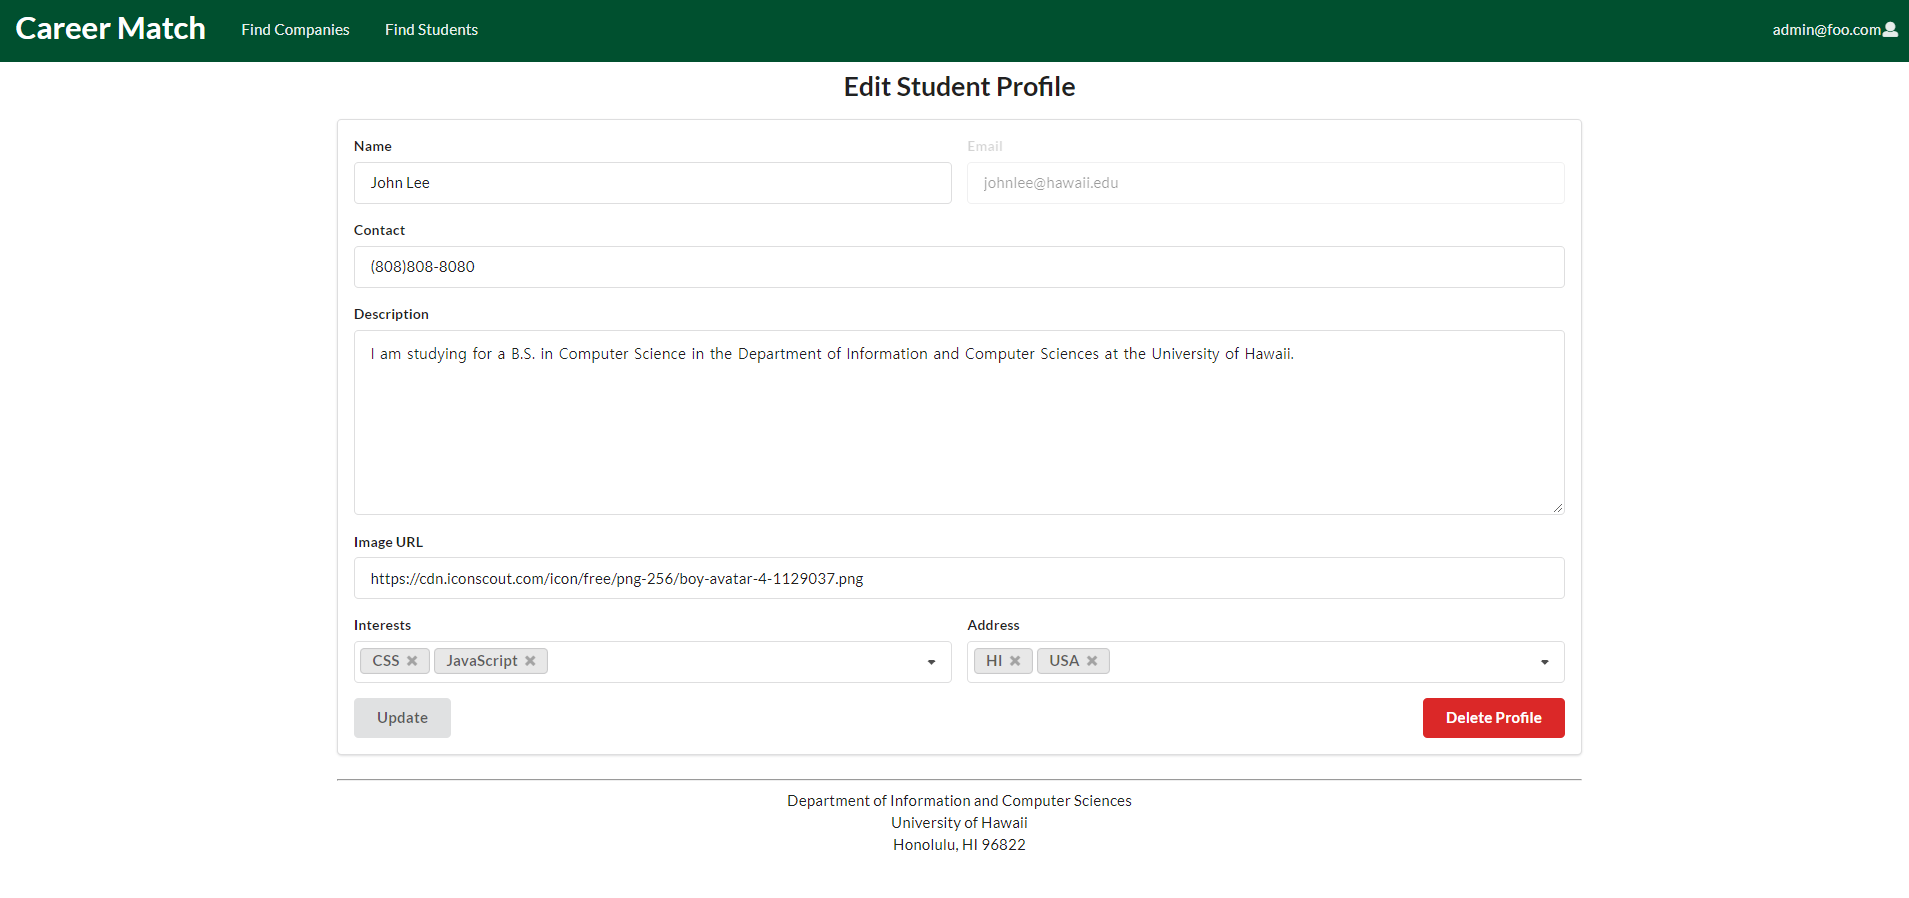 Career Match Find Companies Find Students admin@foo.com
Edit Student Profile
Name Email
John Lee johnlee@hawaii.edu
Contact
(808)808-8080
Description
I am studying for a B.S. in Computer Science in the Department of Information and Computer Sciences at the University of Hawaii.
Image URL
https://cdn.iconscout.com/icon/free/png-256/boy-avatar-4-1129037.png
Interests Address
CSS JavaScript HI USA
Update Delete Profile
Department of Information and Computer Sciences
University of Hawaii
Honolulu, HI 96822